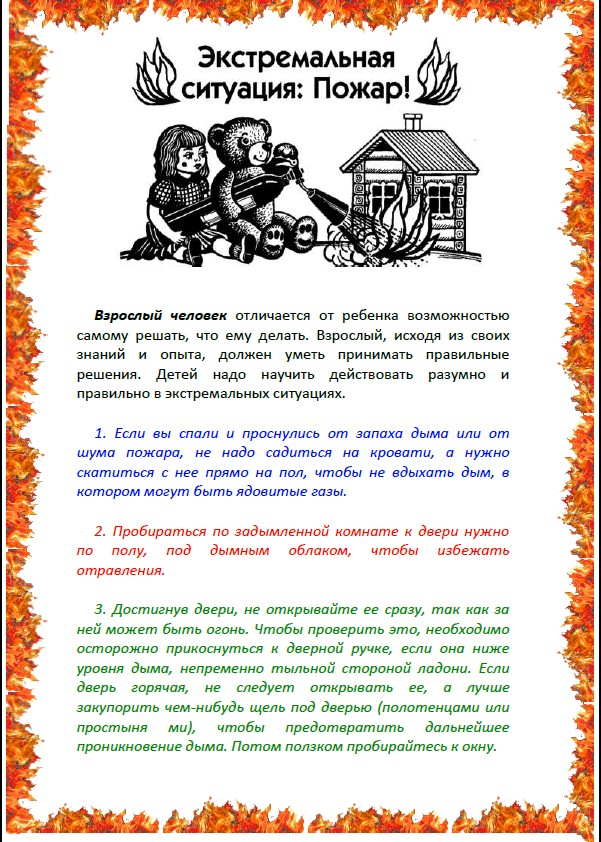 Экстремальная
ситуация: Пожар!
Взрослый человек отличается от ребенка возможностью
самому решать, что ему делать. Взрослый, исходя из своих
знаний и опыта, должен уметь принимать правильные
решения. Детей надо научить действовать разумно и
правильно в экстремальных ситуациях.
1. Если вы спали и проснулись от запаха дыма или от
шума пожара, не надо садиться на кровати, а нужно
скатиться с нее прямо на пол, чтобы не вдыхать дым, в
котором могут быть ядовитые газы.
2. Пробираться по задымленной комнате к двери нужно
по полу, под дымным облаком, чтобы избежать
отравления.
3. Достигнув двери, не открывайте ее сразу, так как за
ней может быть огонь. Чтобы проверить это, необходимо
осторожно прикоснуться к дверной ручке, если она ниже
уровня дыма, непременно тыльной стороной ладони. Если
дверь горячая, не следует открывать ее, а лучше
закупорить чем-нибудь щель под дверью (полотенцами или
простыня ми), чтобы предотвратить дальнейшее
проникновение дыма. Потом ползком пробирайтесь к окну.